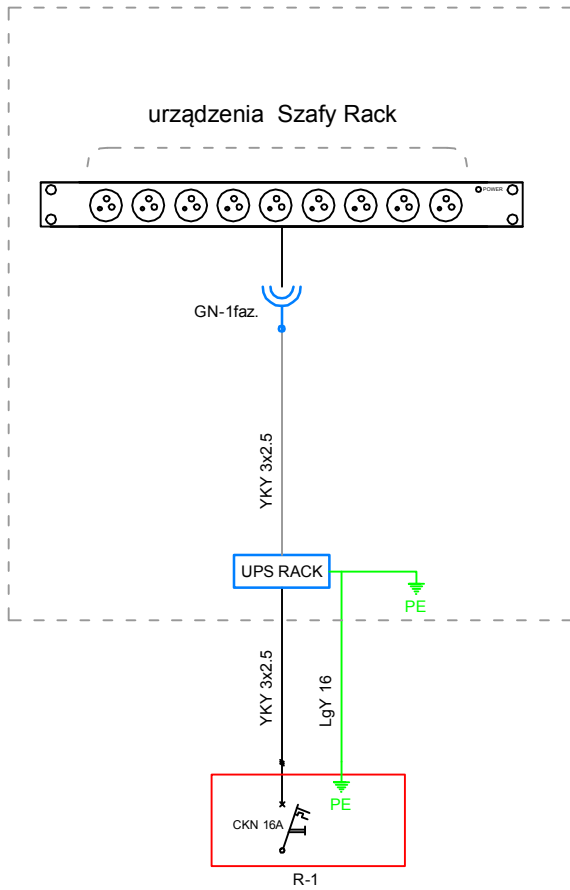 urządzenia Szafy Rack
POWER
GN-1faz.
YKY 3x2.5
UPS RACK
PE
YKY 3x2.5
LgY 16
PE
CKN 16A
R-1